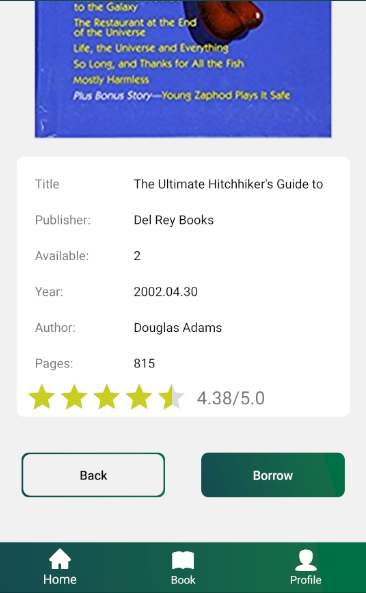 to the Galaxy
The Restaurant at the End
of the Universe
Life, the Universe and Everything
So Long, and Thanks for All the Fish
Mostly Harmless
Plus Bonus Story—Young Zaphod Plays It Safe
Title The Ultimate Hitchhiker's Guide to
Publisher: Del Rey Books
Available: 2
Year: 2002.04.30
Author: Douglas Adams
Pages: 815
4.38/5.0
Back Borrow
Home Book Profile